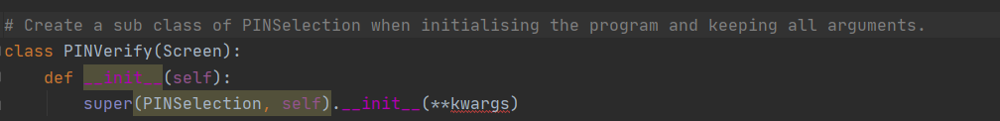 # Create a sub class of PINSelection when initialising the program and keeping all arguments.
class PINVerify(Screen):
def __init__(self):
super(PINSelection, self).__init__(**kwargs)